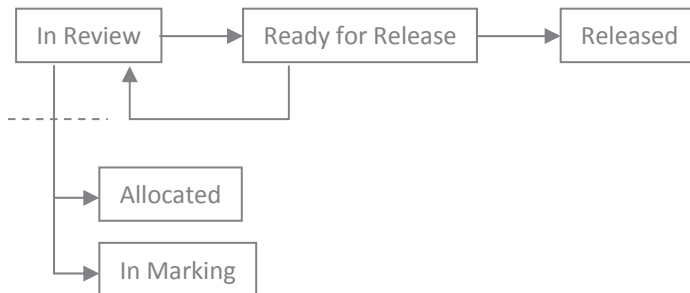 In Review
Ready for Release
Released
Allocated
In Marking